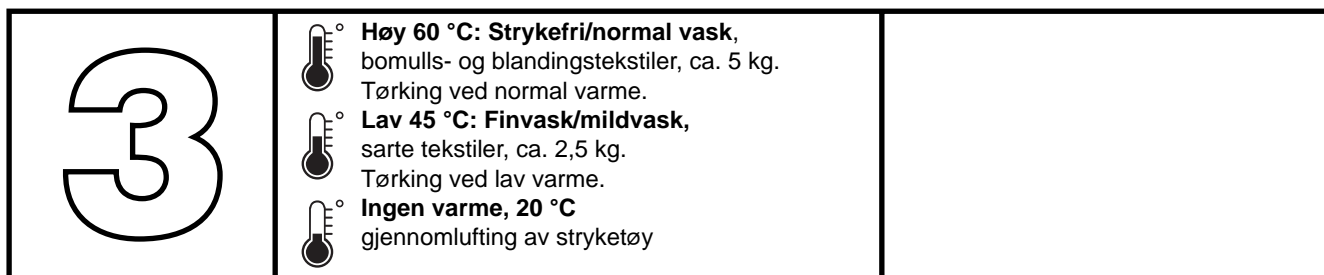 3
Høy 60 °C: Strykefri/normal vask,
bomulls- og blandingstekstiler, ca. 5 kg.
Tørking ved normal varme.
Lav 45 °C: Finvask/mildvask,
sarte tekstiler, ca. 2,5 kg.
Tørking ved lav varme.
Ingen varme, 20 °C
gjennomlufting av stryketøy